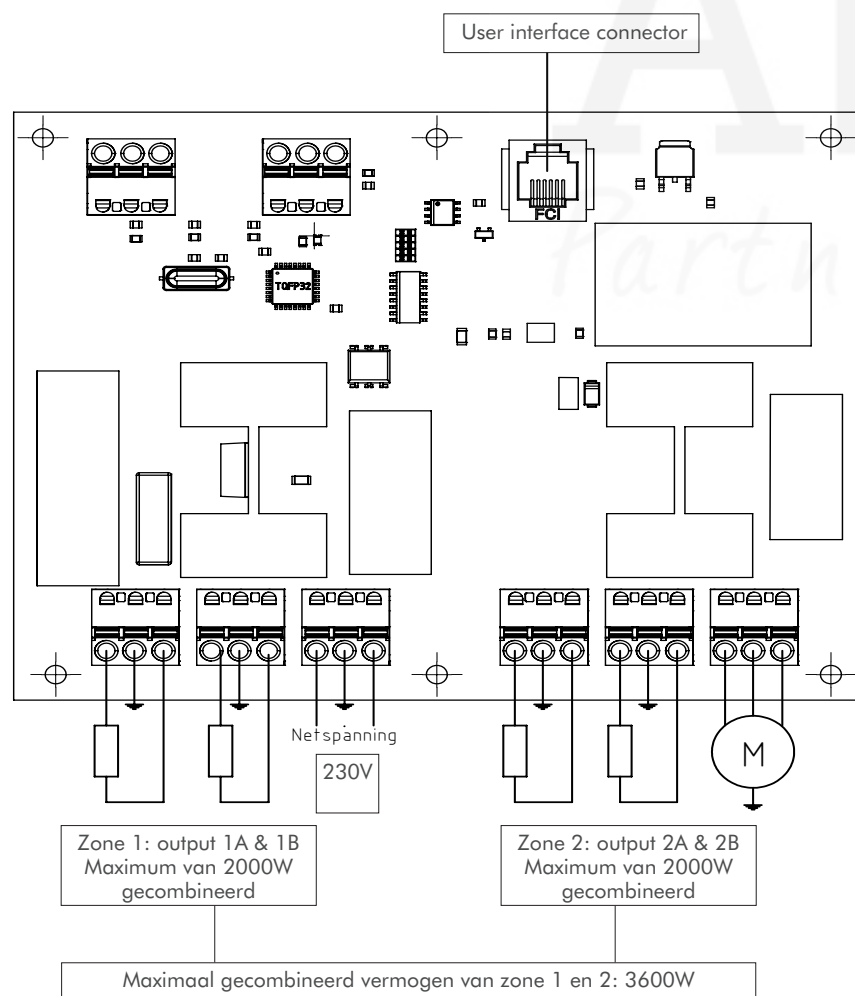 User interface connector
FCI
TQFP32
Partn
Netspanning
230V
M
Zone 1: output 1A & 1B
Maximum van 2000W
gecombineerd
Zone 2: output 2A & 2B
Maximum van 2000W
gecombineerd
Maximaal gecombineerd vermogen van zone 1 en 2: 3600W